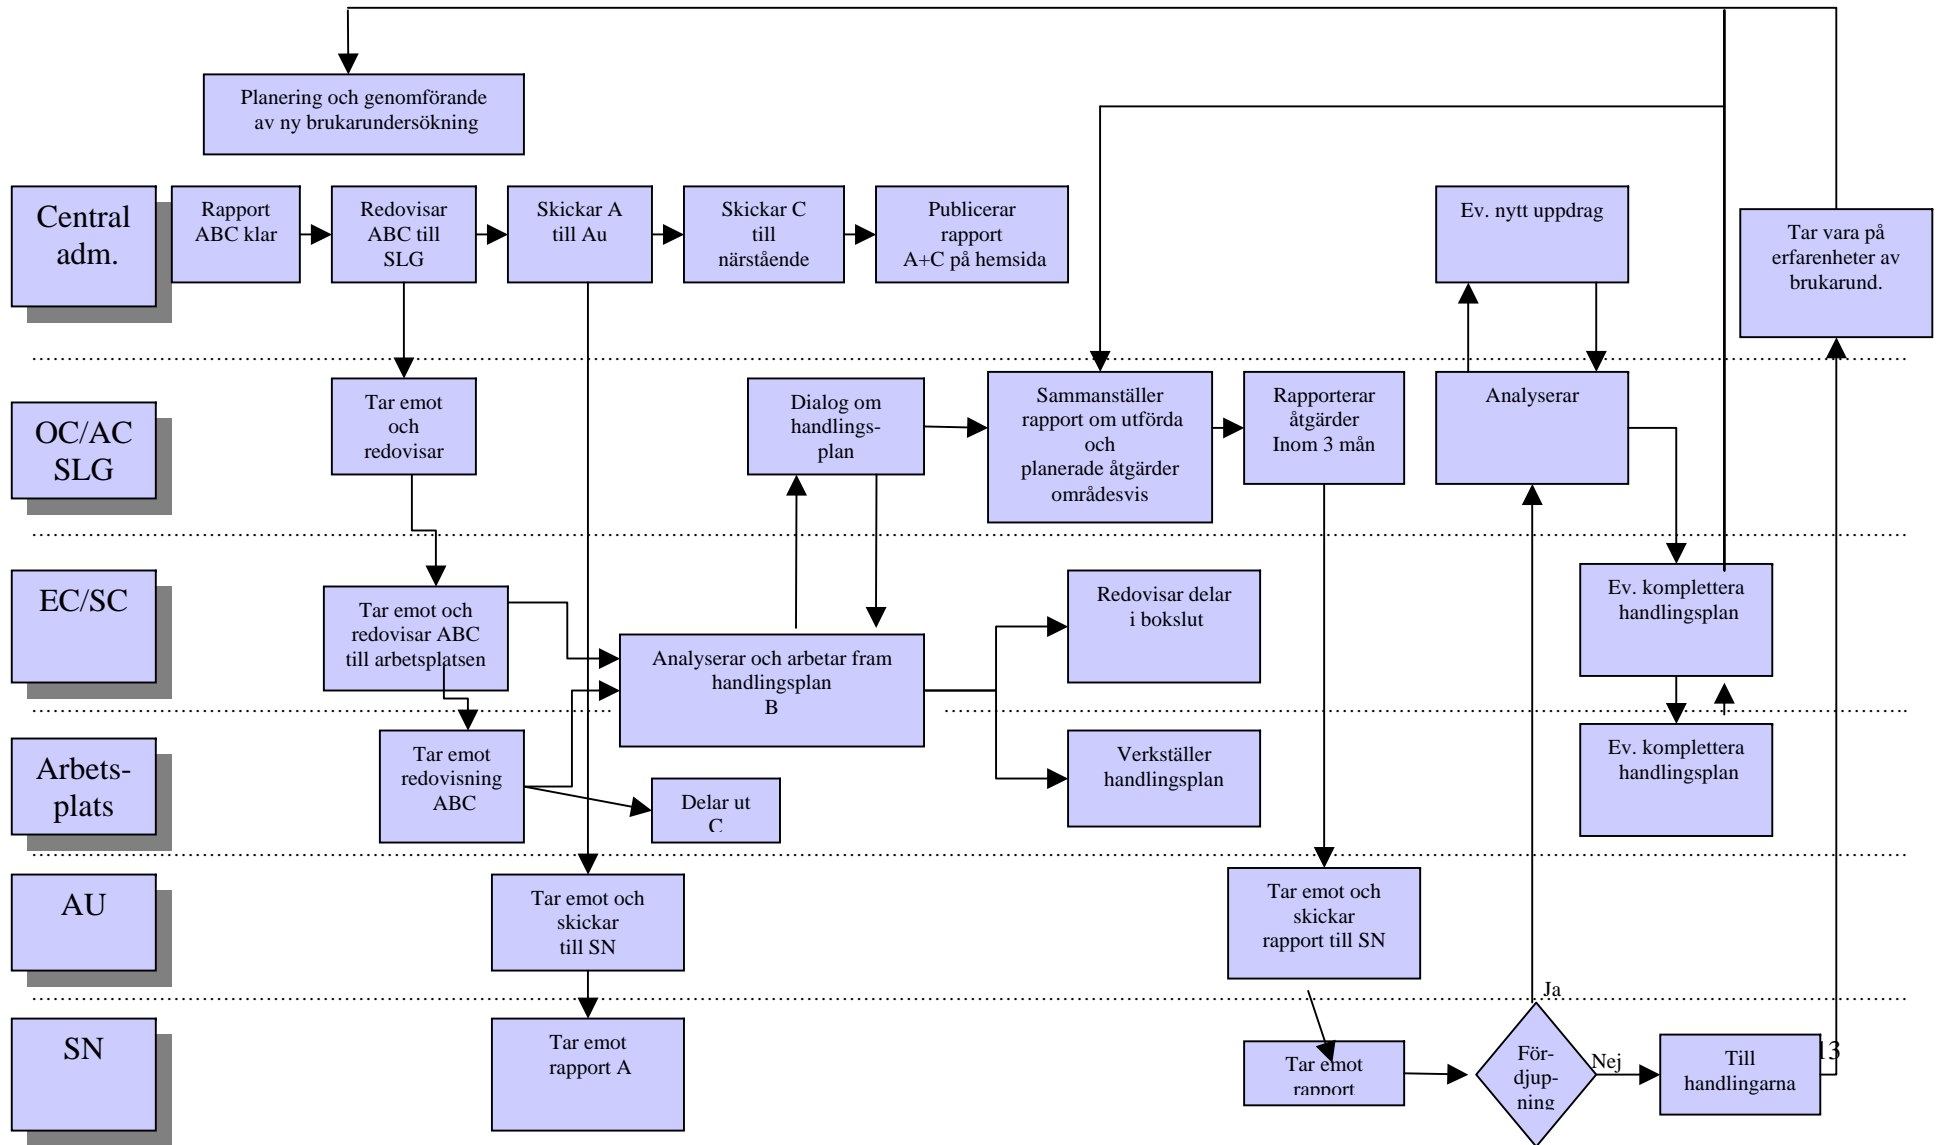 Planering och genomförande
av ny brukarundersökning
Central
adm.
Rapport
ABC klar
Redovisar
ABC till
SLG
Skickar A
till Au
Skickar C
till
närstående
Publicerar
rapport
A+C på hemsida
Ev. nytt uppdrag
Tar vara på
erfarenheter av
brukarund.
OC/AC
SLG
Tar emot
och
redovisar
Dialog om
handlings-
plan
Sammanställer
rapport om utförda
och
planerade åtgärder
områdesvis
Rapporterar
åtgärder
Inom 3 mån
Analyserar
EC/SC
Tar emot och
redovisar ABC
till arbetsplatsen
Analyserar och arbetar fram
handlingsplan
B
Redovisar delar
i bokslut
Ev. komplettera
handlingsplan
Arbets-
plats
Tar emot
redovisning
ABC
Delar ut
C
Verkställer
handlingsplan
Ev. komplettera
handlingsplan
AU
Tar emot och
skickar
till SN
Tar emot och
skickar
rapport till SN
SN
Tar emot
rapport A
Tar emot
rapport
Ja
För-
djup-
ning
Nej
Till
handlingarna
13